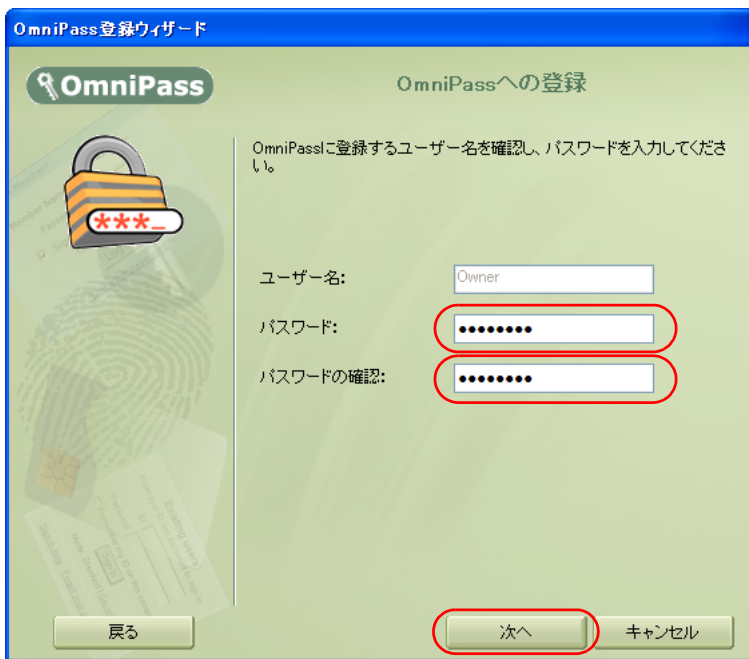 OmniPass登録ウィザード
OmniPass
OmniPassへの登録
OmniPassに登録するユーザー名を確認し、パスワードを入力してくださ
い。
***_
ユーザー名:
Owner
パスワード:
●●●●●●●●
パスワードの確認:
●●●●●●●●
Existing users
戻る
次へ
キャンセル